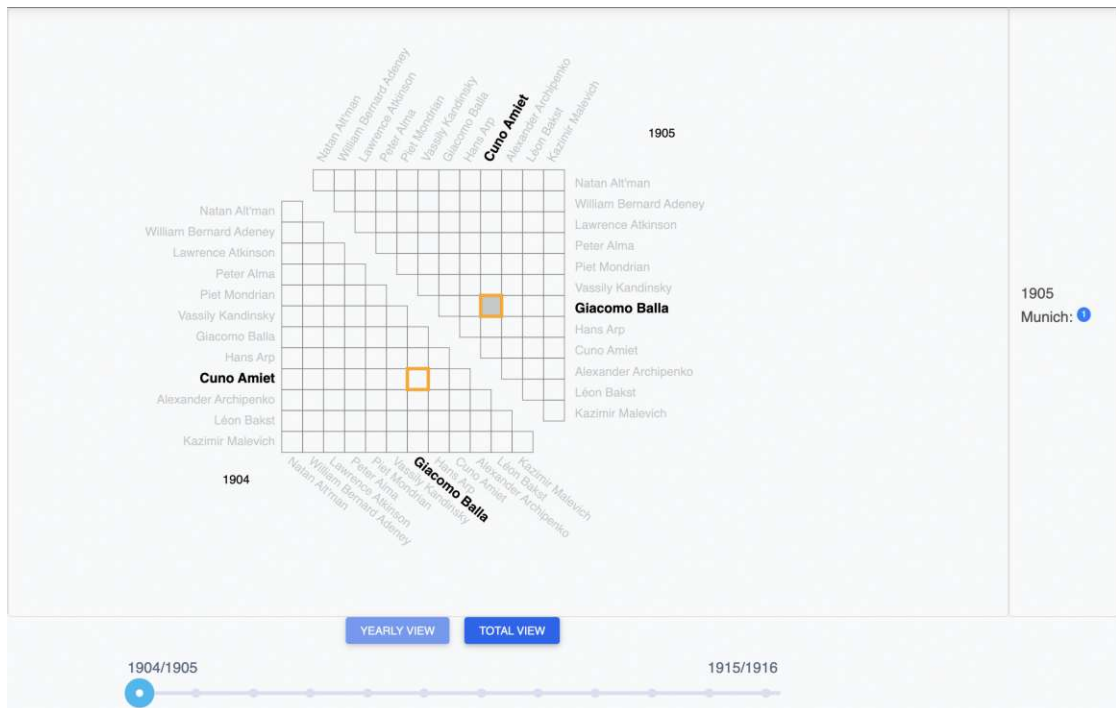 Natan Alt'man
William Bernard Adeney
Lawrence Atkinson
Peter Alma
Piet Mondrian
Vassily Kandinsky
Giacomo Balla
Hans Arp
Cuno Amiet
Alexander Archipenko
Léon Bakst
Kazimir Malevich
1905
Natan Alt'man
William Bernard Adeney
Lawrence Atkinson
Peter Alma
Piet Mondrian
Vassily Kandinsky
Giacomo Balla
Hans Arp
Cuno Amiet
Alexander Archipenko
Léon Bakst
Kazimir Malevich
Natan Alt'man
William Bernard Adeney
Lawrence Atkinson
Peter Alma
Piet Mondrian
Vassily Kandinsky
Giacomo Balla
Hans Arp
Cuno Amiet
Alexander Archipenko
Léon Bakst
Kazimir Malevich
1904
Natan Alt'man
William Bernard Adeney
Lawrence Atkinson
Peter Alma
Piet Mondrian
Vassily Kandinsky
Giacomo Balla
Hans Arp
Cuno Amiet
Alexander Archipenko
Léon Bakst
Kazimir Malevich
1905
Munich: 1
YEARLY VIEW TOTAL VIEW
1904/1905 1915/1916